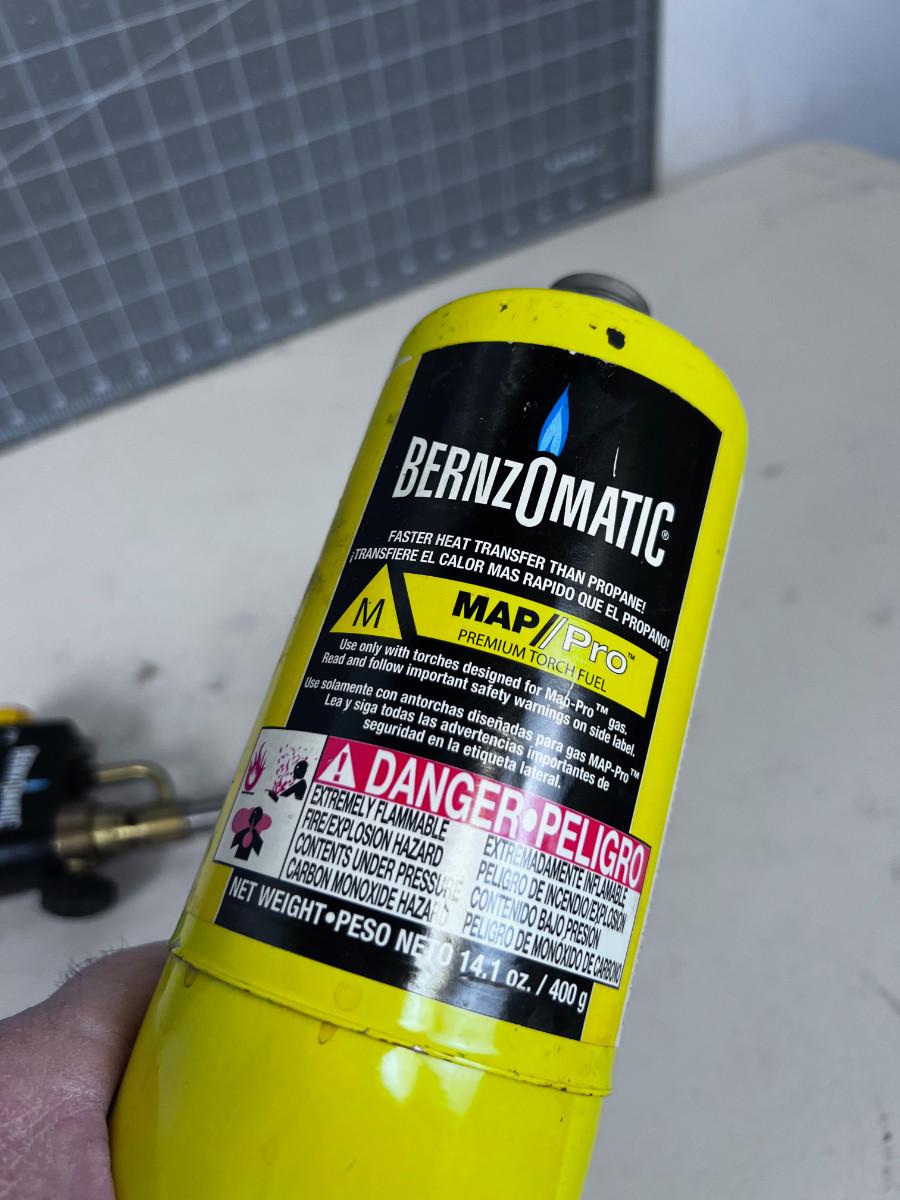 BERNZOMATIC®
FASTER HEAT TRANSFER THAN PROPANE!
¡TRANSFIERE EL CALOR MAS RAPIDO QUE EL PROPANO!
M
MAP//Pro™
PREMIUM TORCH FUEL
Use only with torches designed for Map-Pro™ gas.
Read and follow important safety warnings on side label.
Use solamente con antorchas diseñadas para gas MAP-Pro™
Lea y siga todas las advertencias importantes de
seguridad en la etiqueta lateral.
DANGER•PELIGRO
EXTREMELY FLAMMABLE
FIRE/EXPLOSION HAZARD
CONTENTS UNDER PRESSURE
CARBON MONOXIDE HAZARD
EXTREMADAMENTE INFLAMABLE
PELIGRO DE INCENDIO/EXPLOSION
CONTENIDO BAJO PRESIÓN
PELIGRO DE MONOXIDO DE CARBONO
NET WEIGHT•PESO NETO 14.1 oz. / 400 g